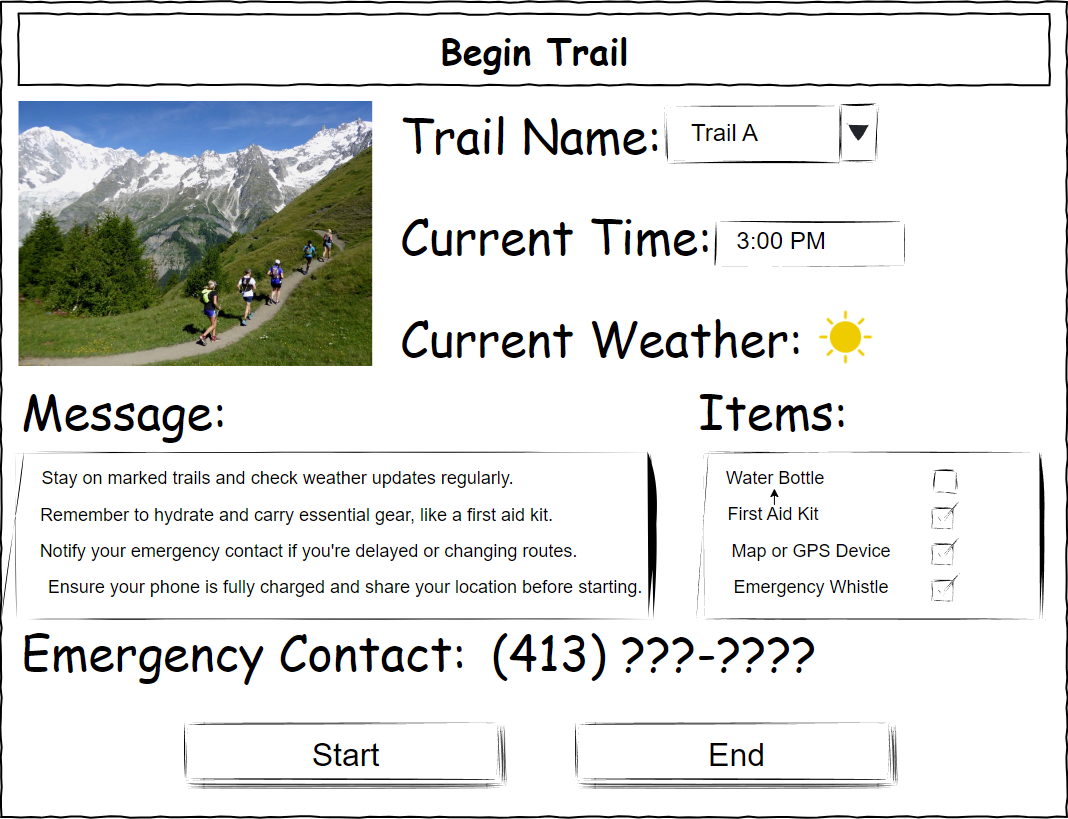 Begin Trail
Trail Name: Trail A
Current Time: 3:00 PM
Current Weather:
Message:
Stay on marked trails and check weather updates regularly.
Remember to hydrate and carry essential gear, like a first aid kit.
Notify your emergency contact if you're delayed or changing routes.
Ensure your phone is fully charged and share your location before starting.
Items:
Water Bottle
First Aid Kit
Map or GPS Device
Emergency Whistle
Emergency Contact: (413) ???-????
Start
End